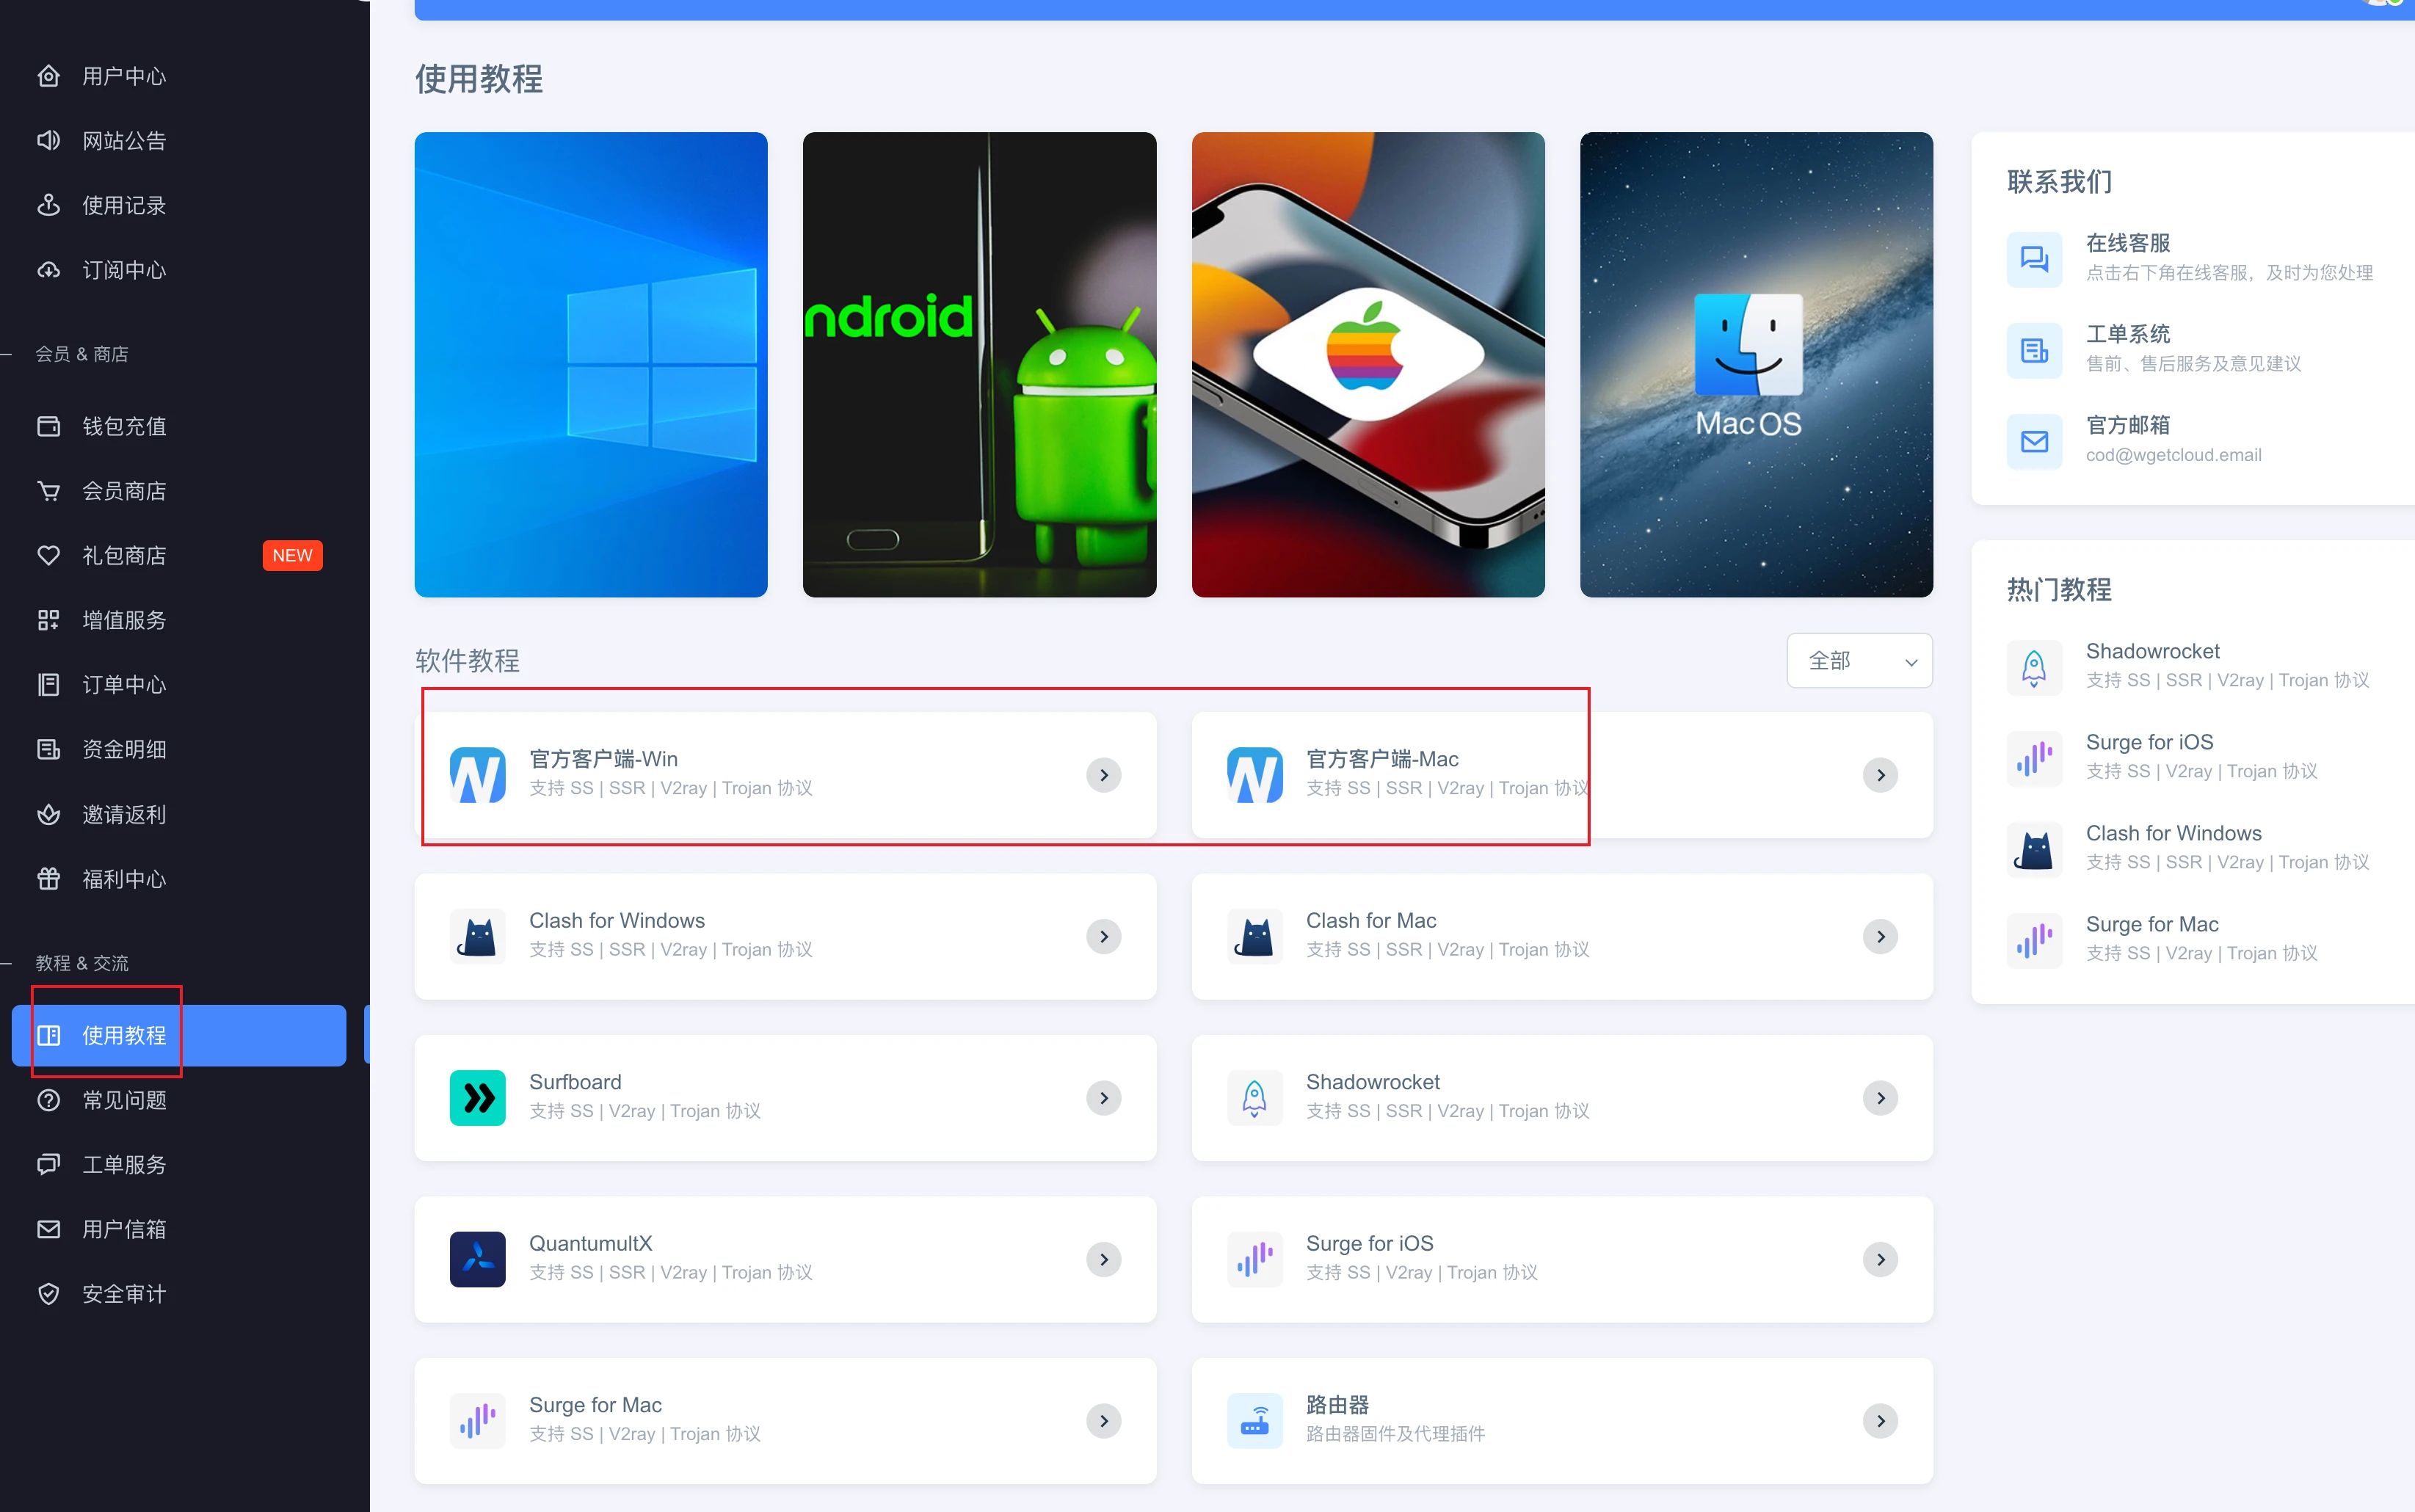 用户中心
网站公告
使用记录
订阅中心
会员 & 商店
钱包充值
会员商店
礼包商店
NEW
增值服务
订单中心
资金明细
邀请返利
福利中心
教程 & 交流
使用教程
常见问题
工单服务
用户信箱
安全审计
使用教程
ndroid
Mac OS
软件教程
全部
官方客户端-Win
支持 SS | SSR | V2ray | Trojan 协议
官方客户端-Mac
支持 SS | SSR | V2ray | Trojan 协议
Clash for Windows
支持 SS | SSR | V2ray | Trojan 协议
Clash for Mac
支持 SS | SSR | V2ray | Trojan 协议
Surfboard
支持 SS | V2ray | Trojan 协议
Shadowrocket
支持 SS | SSR | V2ray | Trojan 协议
QuantumultX
支持 SS | SSR | V2ray | Trojan 协议
Surge for iOS
支持 SS | V2ray | Trojan 协议
Surge for Mac
支持 SS | V2ray | Trojan 协议
路由器
路由器固件及代理插件
联系我们
在线客服
点击右下角在线客服，及时为您处理
工单系统
售前、售后服务及意见建议
官方邮箱
cod@wgetcloud.email
热门教程
Shadowrocket
支持 SS | SSR | V2ray | Trojan 协议
Surge for iOS
支持 SS | V2ray | Trojan 协议
Clash for Windows
支持 SS | SSR | V2ray | Trojan 协议
Surge for Mac
支持 SS | V2ray | Trojan 协议